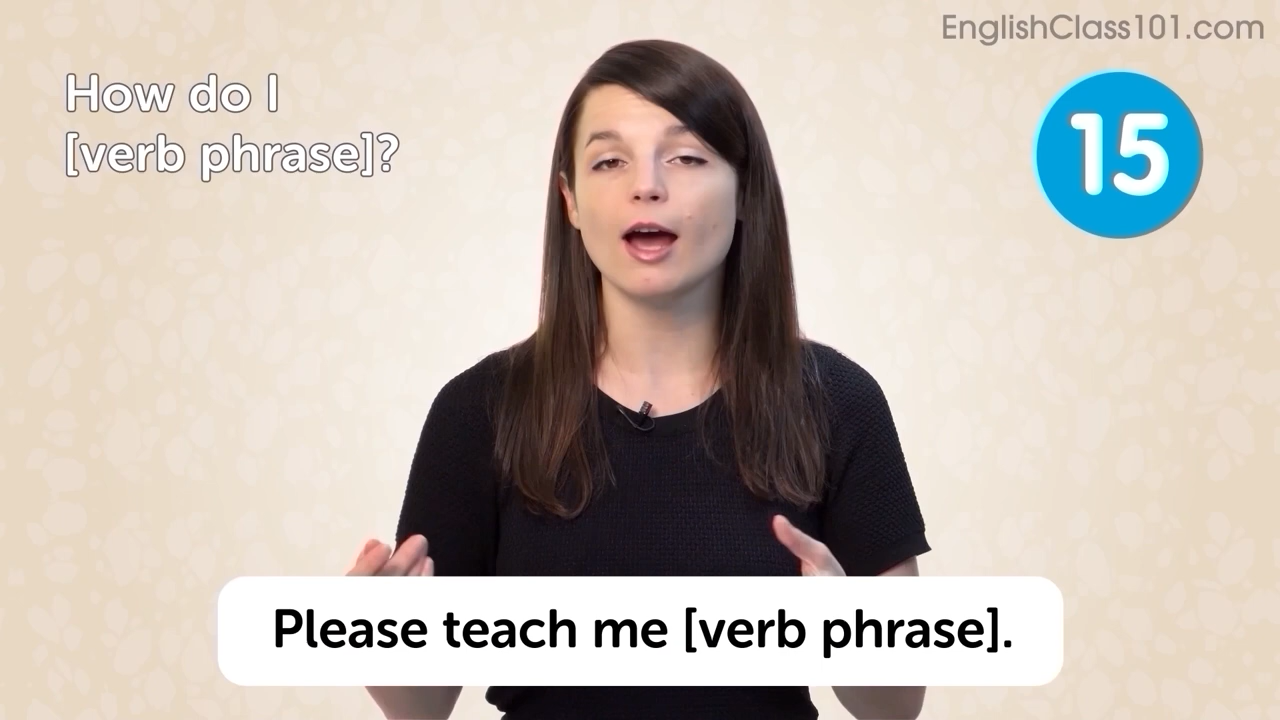 EnglishClass101.com
How do I
[verb phrase]?
15
Please teach me [verb phrase].